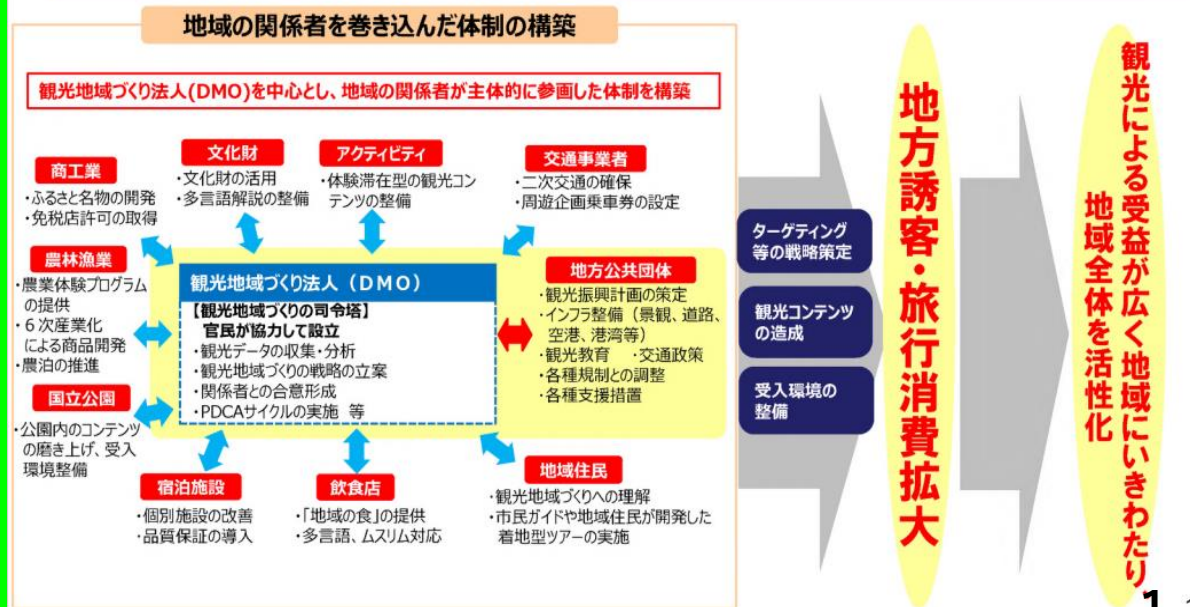 地域の関係者を巻き込んだ体制の構築
観光地域づくり法人(DMO)を中心とし、地域の関係者が主体的に参画した体制を構築
商工業
・ふるさと名物の開発
・免税店許可の取得
文化財
・文化財の活用
・多言語解説の整備
アクティビティ
・体験滞在型の観光コン
テンツの整備
交通事業者
・二次交通の確保
・周遊企画乗車券の設定
農林漁業
・農業体験プログラム
の提供
・6次産業化
による商品開発
・農泊の推進
観光地域づくり法人(DMO)
【観光地域づくりの司令塔】
官民が協力して設立
・観光データの収集・分析
・観光地域づくりの戦略の立案
・関係者との合意形成
・PDCAサイクルの実施 等
地方公共団体
・観光振興計画の策定
・インフラ整備(景観、道路、
空港、港湾等)
・観光教育 ・交通政策
・各種規制との調整
・各種支援措置
国立公園
・公園内のコンテンツ
の磨き上げ、受入
環境整備
宿泊施設
・個別施設の改善
・品質保証の導入
飲食店
・「地域の食」の提供
・多言語、ムスリム対応
地域住民
・観光地域づくりへの理解
・市民ガイドや地域住民が開発した
着地型ツアーの実施
ターゲティング
等の戦略策定
観光コンテンツ
の造成
受入環境の
整備
地方誘客・旅行消費拡大
観光による受益が広く地域にいきわたり、
地域全体を活性化
1